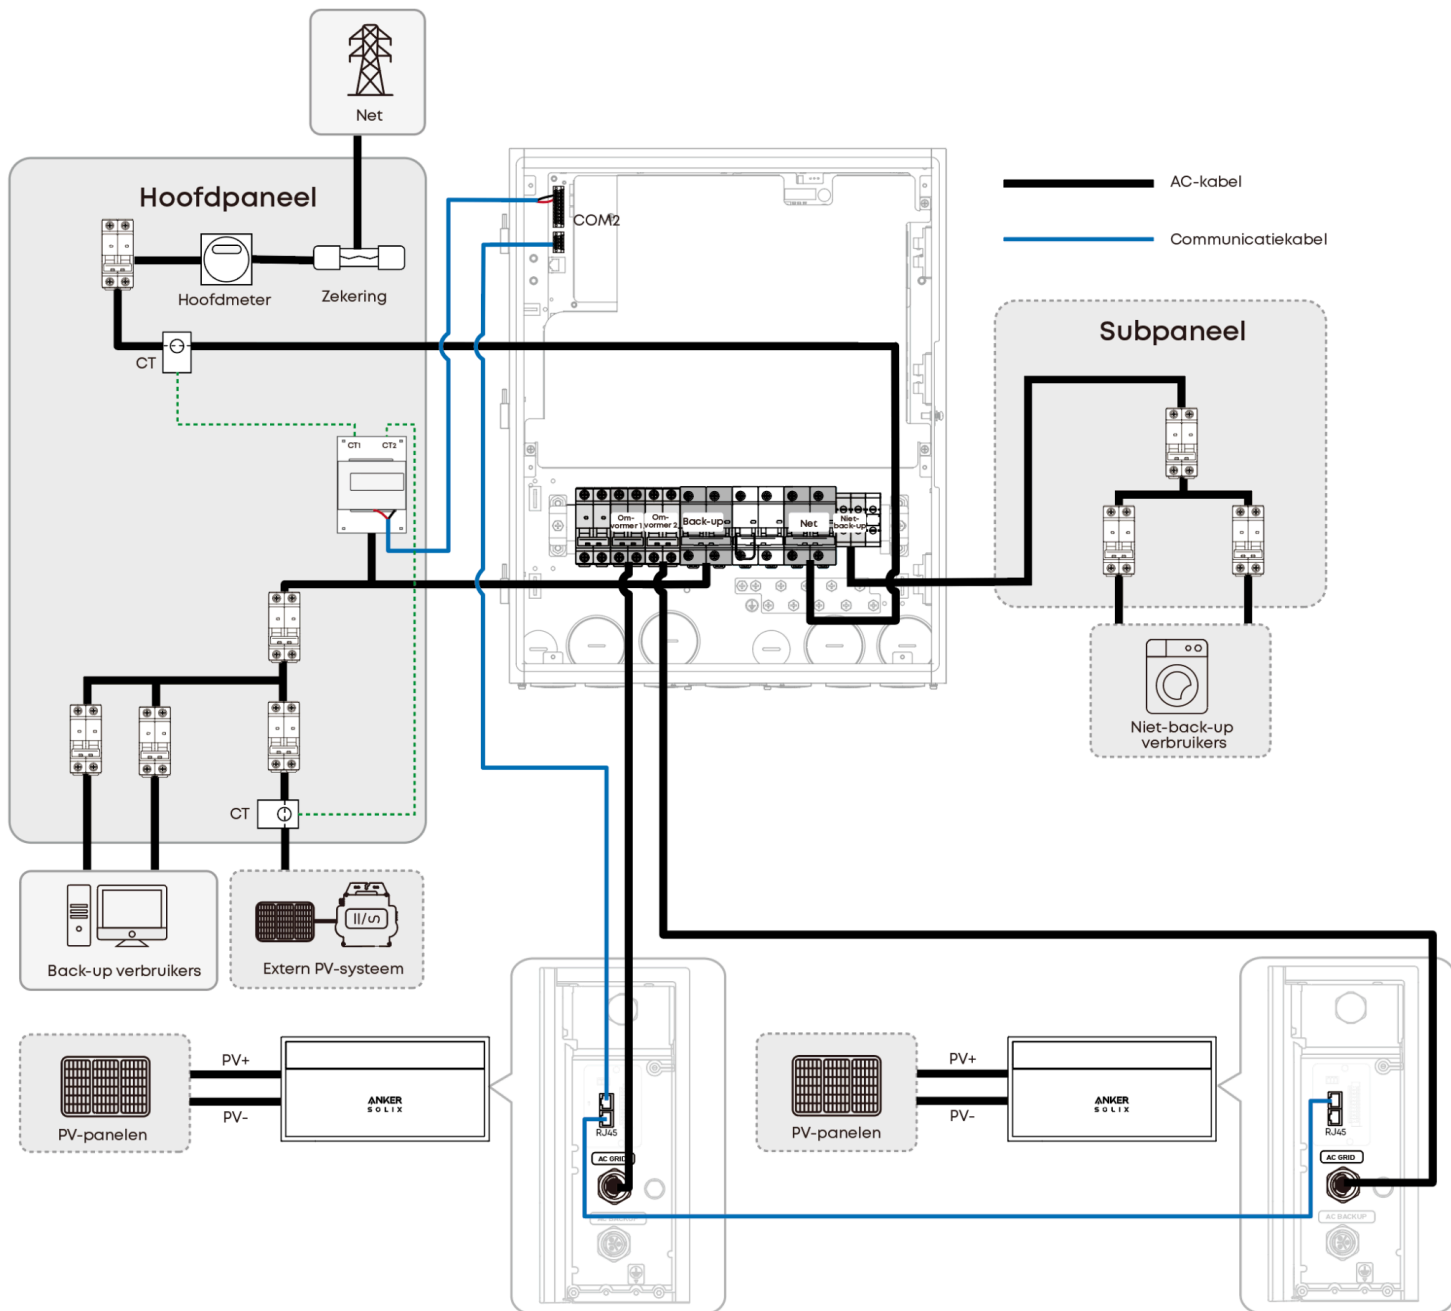 Net
Hoofdpaneel
Hoofdmeter
Zekering
CT
CT1
CT2
COM2
AC-kabel
Communicatiekabel
Subpaneel
Om-
vormer 1
Om-
vormer 2
Back-up
Net
Niet-
back-up
Niet-back-up
verbruikers
CT
Back-up verbruikers
Extern PV-systeem
PV+
PV-
PV-panelen
ANKER
SOLIX
RJ45
AC GRID
AC BACKUP
PV+
PV-
PV-panelen
ANKER
SOLIX
RJ45
AC GRID
AC BACKUP